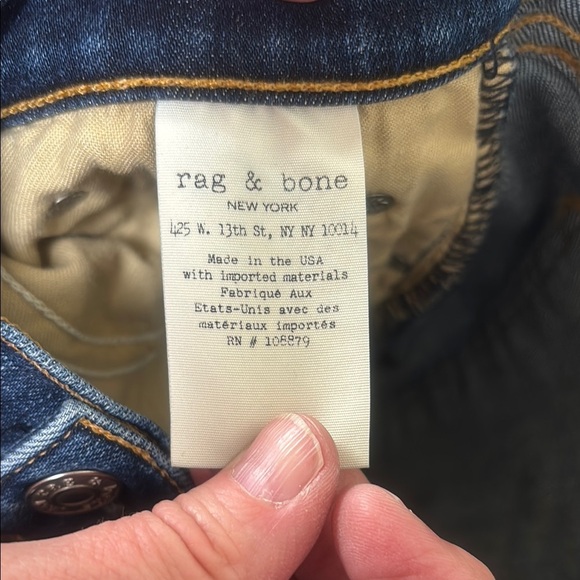 rag & bone
NEW YORK
425 W. 13th St, NY NY 10014
Made in the USA
with imported materials
Fabriqué Aux
Etats-Unis avec des
matériaux importés
RN # 108879